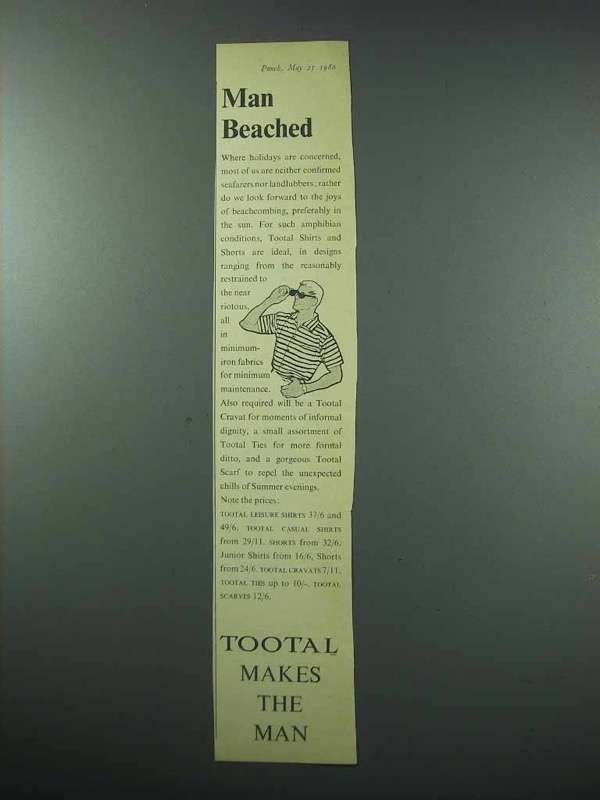 Punch, May 25 1960
Man
Beached
Where holidays are concerned,
most of us are neither confirmed
seafarers nor landlubbers; rather
do we look forward to the joys
of beachcombing, preferably in
the sun. For such amphibian
conditions, Tootal Shirts and
Shorts are ideal, in designs
ranging from the reasonably
restrained to
the near
riotous,
all
in
minimum-
iron fabrics
for minimum
maintenance.
Also required will be a Tootal
Cravat for moments of informal
dignity, a small assortment of
Tootal Ties for more formal
ditto, and a gorgeous Tootal
Scarf to repel the unexpected
chills of Summer evenings.
Note the prices:
TOOTAL LEISURE SHIRTS 37/6 and
49/6. TOOTAL CASUAL SHIRTS
from 29/11. SHORTS from 32/6.
Junior Shirts from 16/6, Shorts
from 24/6. TOOTAL CRAVATS 7/11.
TOOTAL TIES up to 10/-. TOOTAL
SCARVES 12/6.
TOOTAL
MAKES
THE
MAN